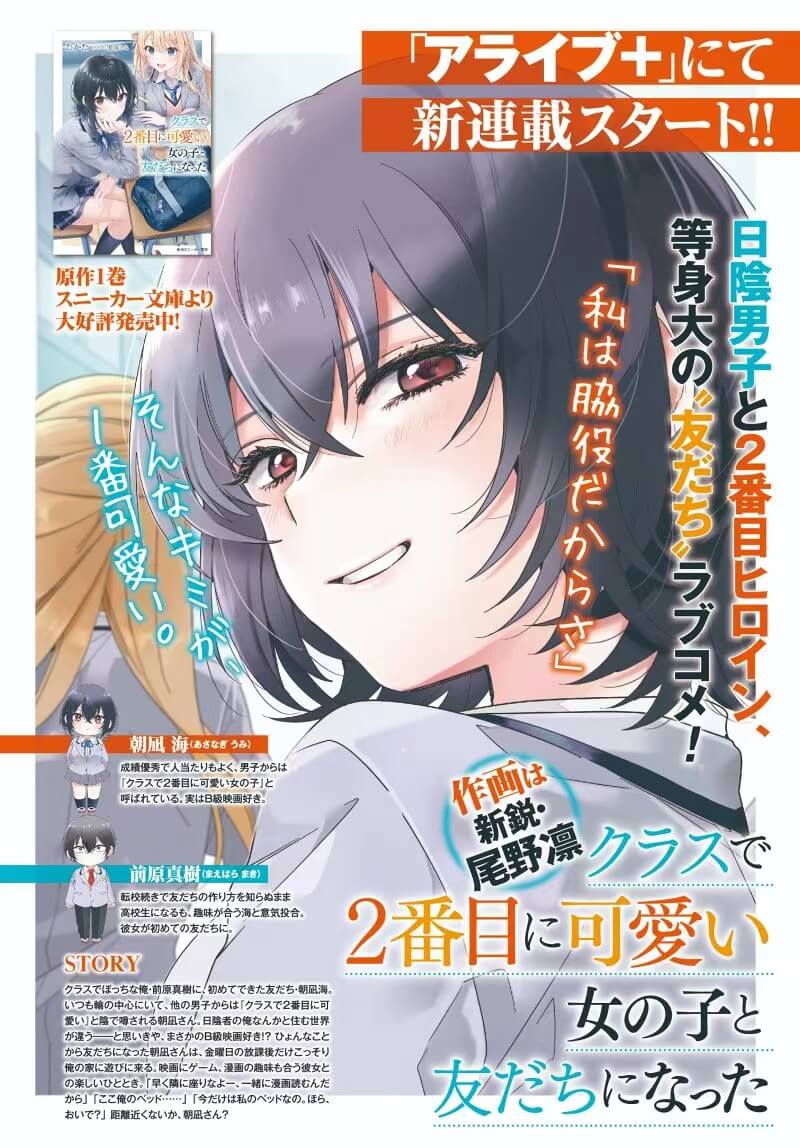 「アライブ＋」にて
新連載スタート!!
日陰男子と２番目ヒロイン、
等身大の〝友だち〟ラブコメ！
クラスで
２番目に可愛い
女の子と
友だちになった
原作１巻
スニーカー文庫より
大好評発売中！
「私は脇役だからさ」
そんなキミが、
一番可愛い。
朝凪 海（あさなぎ うみ）
成績優秀で人当たりもよく、男子からは
「クラスで２番目に可愛い女の子」と
呼ばれている。実はＢ級映画好き。
前原真樹（まえはら まき）
転校続きで友だちの作り方を知らぬまま
高校生になるも、趣味が合う海と意気投合。
彼女が初めての友だちに。
STORY
クラスでぼっちな俺・前原真樹に、初めてできた友だち・朝凪海。
いつも輪の中心にいて、他の男子からは「クラスで２番目に可
愛い」と陰で噂される朝凪さん。日陰者の俺なんかと住む世界
が違う――と思いきや、まさかのＢ級映画好き!? ひょんなこと
から友だちになった朝凪さんは、金曜日の放課後だけこっそり
俺の家に遊びに来る。映画にゲーム、漫画の趣味も合う彼女と
の楽しいひととき。「早く隣に座りなよー、一緒に漫画読むんだ
から」「ここ俺のベッド……」「今だけは私のベッドなの。ほら、
おいで？」 距離近くないか、朝凪さん？
作画は
新鋭・
尾野凛
クラスで
２番目に可愛い
女の子と
友だちになった